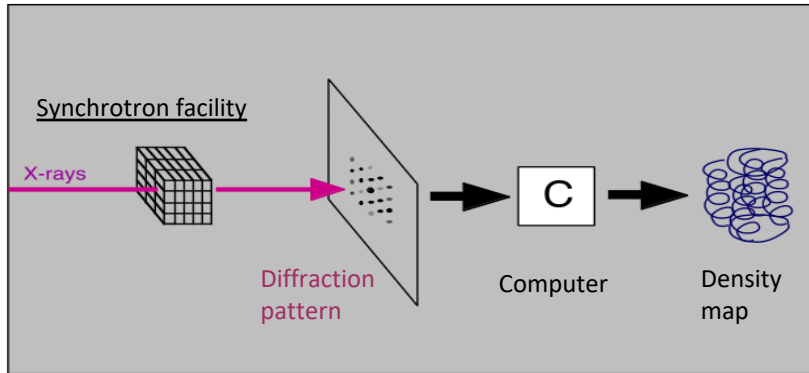 Synchrotron facility
X-rays
C
Diffraction
pattern
Computer
Density
map